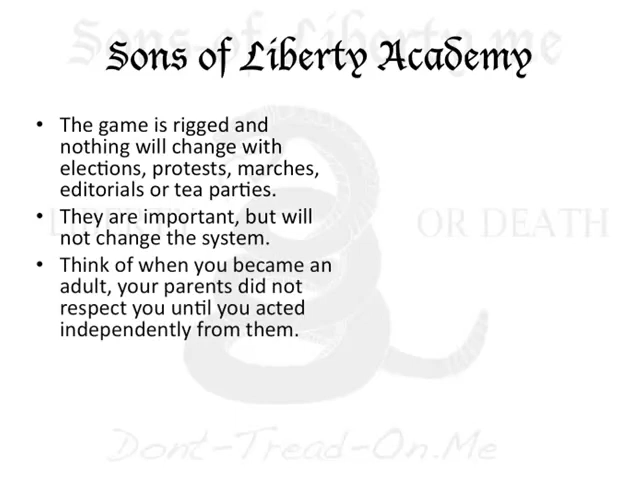 Sons of Liberty.me
Sons of Liberty Academy
• The game is rigged and
nothing will change with
elections, protests, marches,
editorials or tea parties.
• They are important, but will
not change the system.
• Think of when you became an
adult, your parents did not
respect you until you acted
independently from them.
LIBERTY OR DEATH
Dont-Tread-On.Me